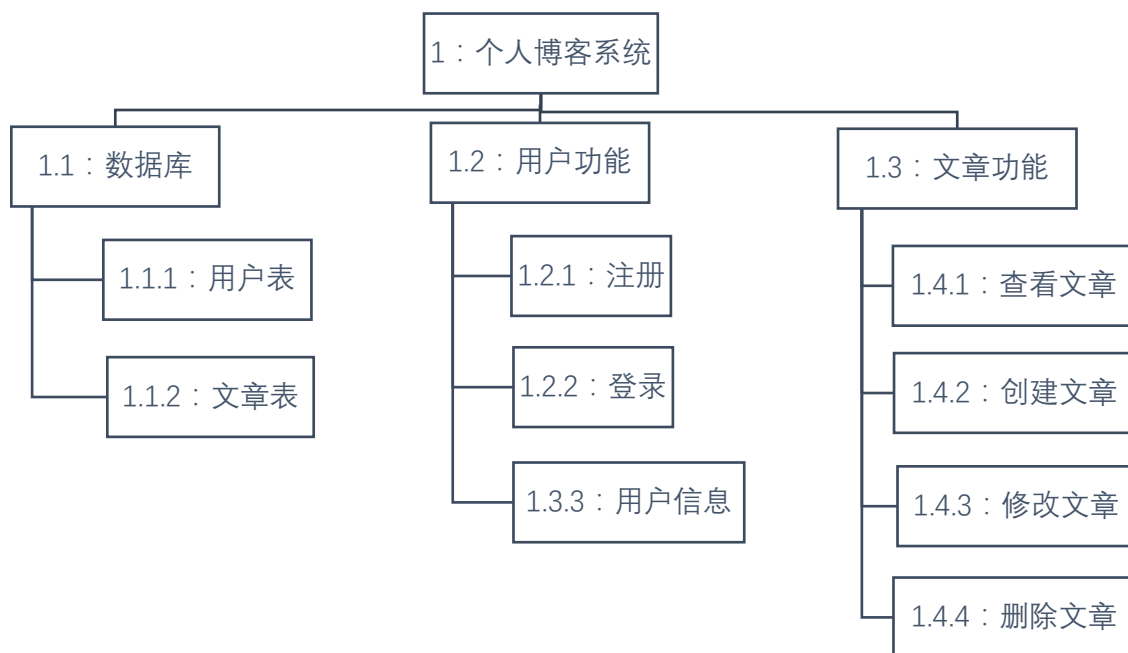 1：个人博客系统
1.1：数据库
1.2：用户功能
1.3：文章功能
1.1.1：用户表
1.1.2：文章表
1.2.1：注册
1.2.2：登录
1.3.3：用户信息
1.4.1：查看文章
1.4.2：创建文章
1.4.3：修改文章
1.4.4：删除文章